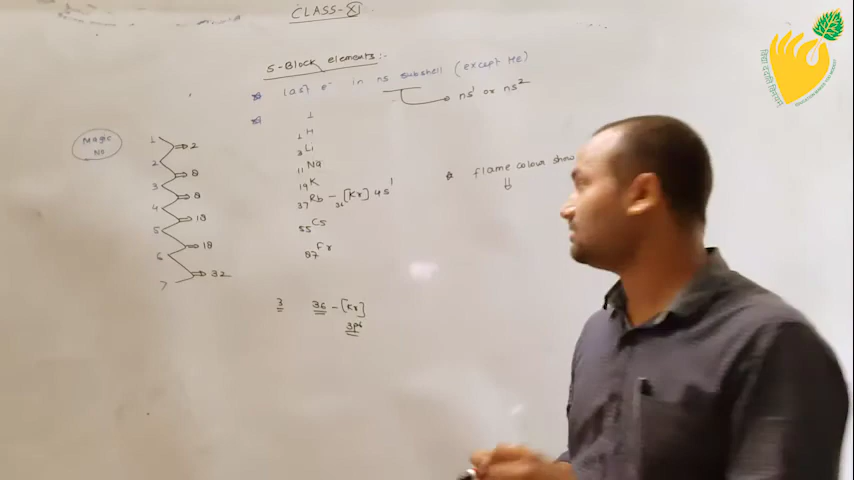 CLASS-XI
S-Block elements:-
last e⁻ in ns subshell (except He)
ns¹ or ns²
Magic No.
1
2
3
4
5
6
7
2
8
8
18
18
32
1
1H
3Li
11Na
19K
37Rb - 36[Kr] 4s¹
55Cs
87Fr
3 36 - [Kr]
3p⁶
flame colour show